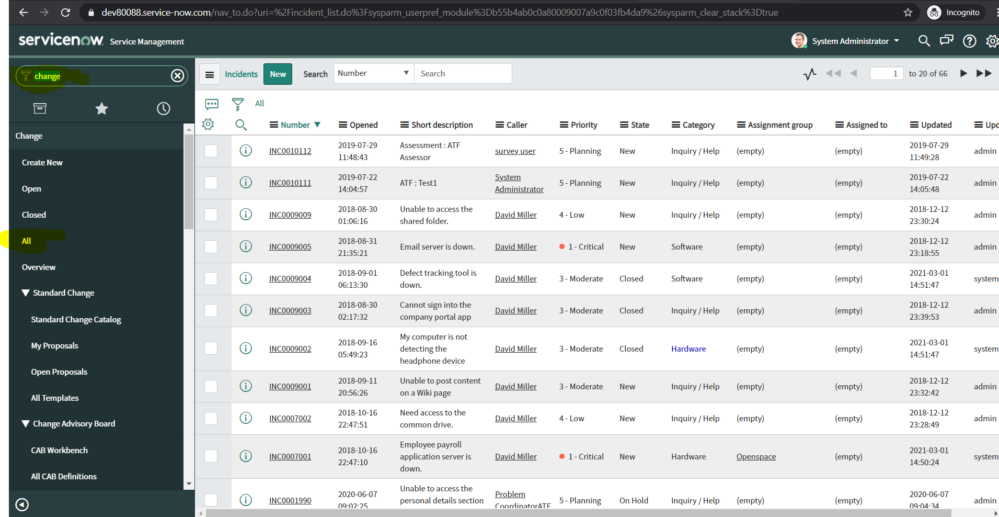 dev80088.service-now.com/nav_to.do?uri=%2Fincident_list.do%3Fsysparm_userpref_module%3Db55b4ab0c0a80009007a9c0f03fb4da9%26sysparm_clear_stack%3Dtrue Incognito
servicenow Service Management System Administrator
change
Incidents New Search Number Search 1 to 20 of 66
All
Number Opened Short description Caller Priority State Category Assignment group Assigned to Updated Upd
Change
Create New
Open
Closed
All
Overview
Standard Change
Standard Change Catalog
My Proposals
Open Proposals
All Templates
Change Advisory Board
CAB Workbench
All CAB Definitions
INC0010112 2019-07-29 11:48:43 Assessment : ATF Assessor survey user 5 - Planning New Inquiry / Help (empty) (empty) 2019-07-29 11:49:28 admin
INC0010111 2019-07-22 14:04:57 ATF : Test1 System Administrator 5 - Planning New Inquiry / Help (empty) (empty) 2019-07-22 14:05:48 admin
INC0009009 2018-08-30 01:06:16 Unable to access the shared folder. David Miller 4 - Low New Inquiry / Help (empty) (empty) 2018-12-12 23:30:24 admin
INC0009005 2018-08-31 21:35:21 Email server is down. David Miller 1 - Critical New Software (empty) (empty) 2018-12-12 23:18:55 admin
INC0009004 2018-09-01 06:13:30 Defect tracking tool is down. David Miller 3 - Moderate Closed Software (empty) (empty) 2021-03-01 14:51:47 system
INC0009003 2018-08-30 02:17:32 Cannot sign into the company portal app David Miller 3 - Moderate Closed Inquiry / Help (empty) (empty) 2018-12-12 23:39:53 admin
INC0009002 2018-09-16 05:49:23 My computer is not detecting the headphone device David Miller 3 - Moderate Closed Hardware (empty) (empty) 2021-03-01 14:51:47 system
INC0009001 2018-09-11 20:56:26 Unable to post content on a Wiki page David Miller 3 - Moderate New Inquiry / Help (empty) (empty) 2018-12-12 23:32:42 admin
INC0007002 2018-10-16 22:47:51 Need access to the common drive. David Miller 4 - Low New Inquiry / Help (empty) (empty) 2018-12-12 23:28:49 admin
INC0007001 2018-10-16 22:47:10 Employee payroll application server is down. David Miller 1 - Critical New Hardware Openspace (empty) 2021-03-01 14:50:24 system
INC0001990 2020-06-07 09:02:25 Unable to access the personal details section Problem CoordinatorATF 5 - Planning On Hold Inquiry / Help (empty) (empty) 2020-06-07 09:04:34 admin